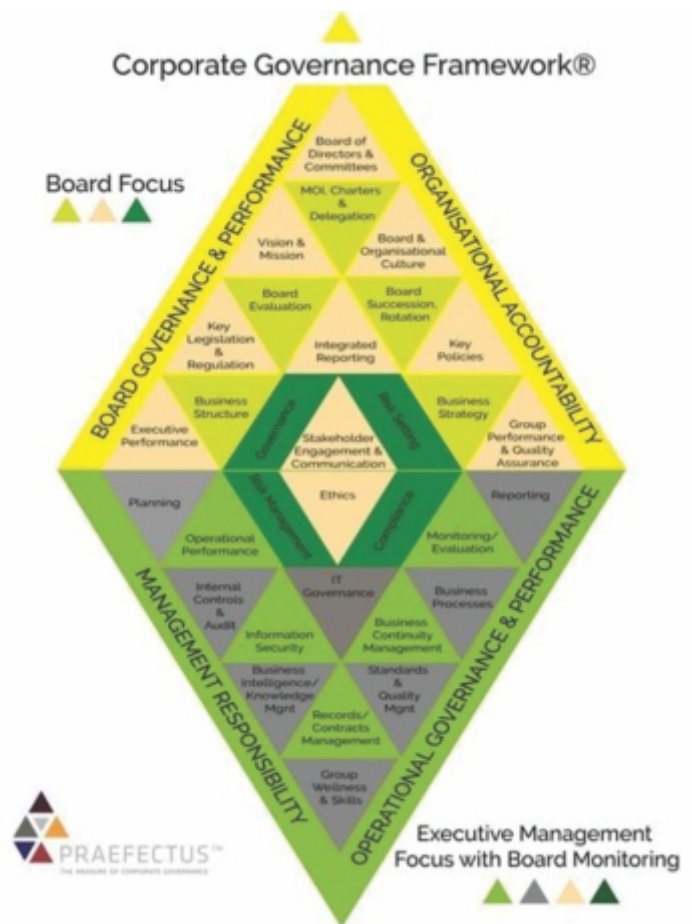 Corporate Governance Framework®
Board Focus
BOARD GOVERNANCE & PERFORMANCE
ORGANISATIONAL ACCOUNTABILITY
Board of
Directors &
Committees
MOI, Charters
&
Delegation
Vision &
Mission
Board &
Organisational
Culture
Board
Evaluation
Board
Succession,
Rotation
Key
Legislation
&
Regulation
Integrated
Reporting
Key
Policies
Executive
Performance
Business
Structure
Governance
Stakeholder
Engagement &
Communication
Risk Setting
Business
Strategy
Group
Performance
& Quality
Assurance
Planning
Operational
Performance
Risk Management
Ethics
Compliance
Monitoring/
Evaluation
Reporting
Internal
Controls
&
Audit
Information
Security
IT
Governance
Business
Continuity
Management
Business
Processes
Business
Intelligence/
Knowledge
Mgnt
Records/
Contracts
Management
Standards
&
Quality
Mgnt
Group
Wellness
& Skills
MANAGEMENT RESPONSIBILITY
OPERATIONAL GOVERNANCE & PERFORMANCE
PRAEFECTUS™
THE MEASURE OF CORPORATE GOVERNANCE
Executive Management
Focus with Board Monitoring